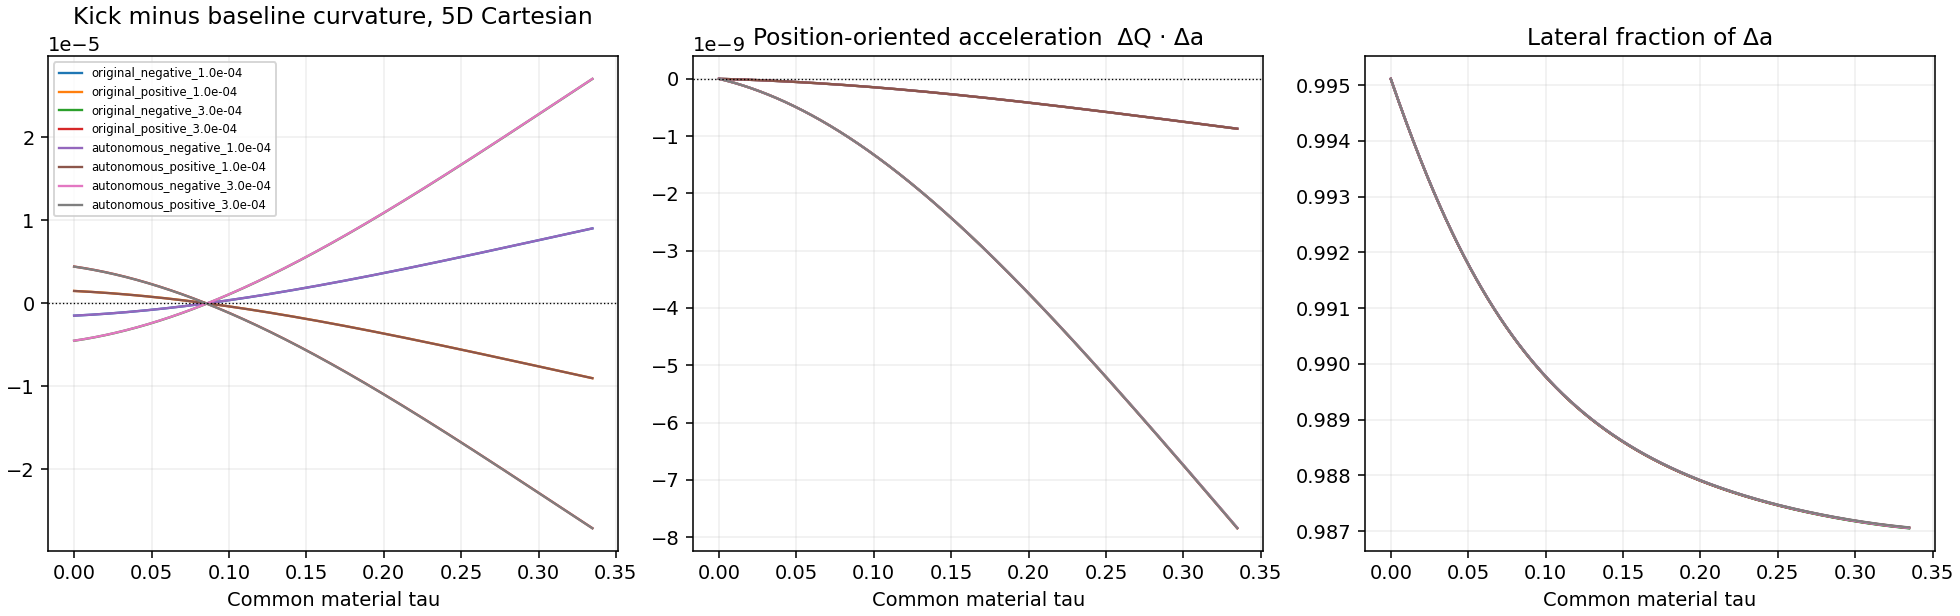 Kick minus baseline curvature, 5D Cartesian
1e−5
original_negative_1.0e-04
original_positive_1.0e-04
original_negative_3.0e-04
original_positive_3.0e-04
autonomous_negative_1.0e-04
autonomous_positive_1.0e-04
autonomous_negative_3.0e-04
autonomous_positive_3.0e-04
2
1
0
−1
−2
0.00 0.05 0.10 0.15 0.20 0.25 0.30 0.35
Common material tau
Position-oriented acceleration ΔQ · Δa
1e−9
0
−1
−2
−3
−4
−5
−6
−7
−8
0.00 0.05 0.10 0.15 0.20 0.25 0.30 0.35
Common material tau
Lateral fraction of Δa
0.995
0.994
0.993
0.992
0.991
0.990
0.989
0.988
0.987
0.00 0.05 0.10 0.15 0.20 0.25 0.30 0.35
Common material tau